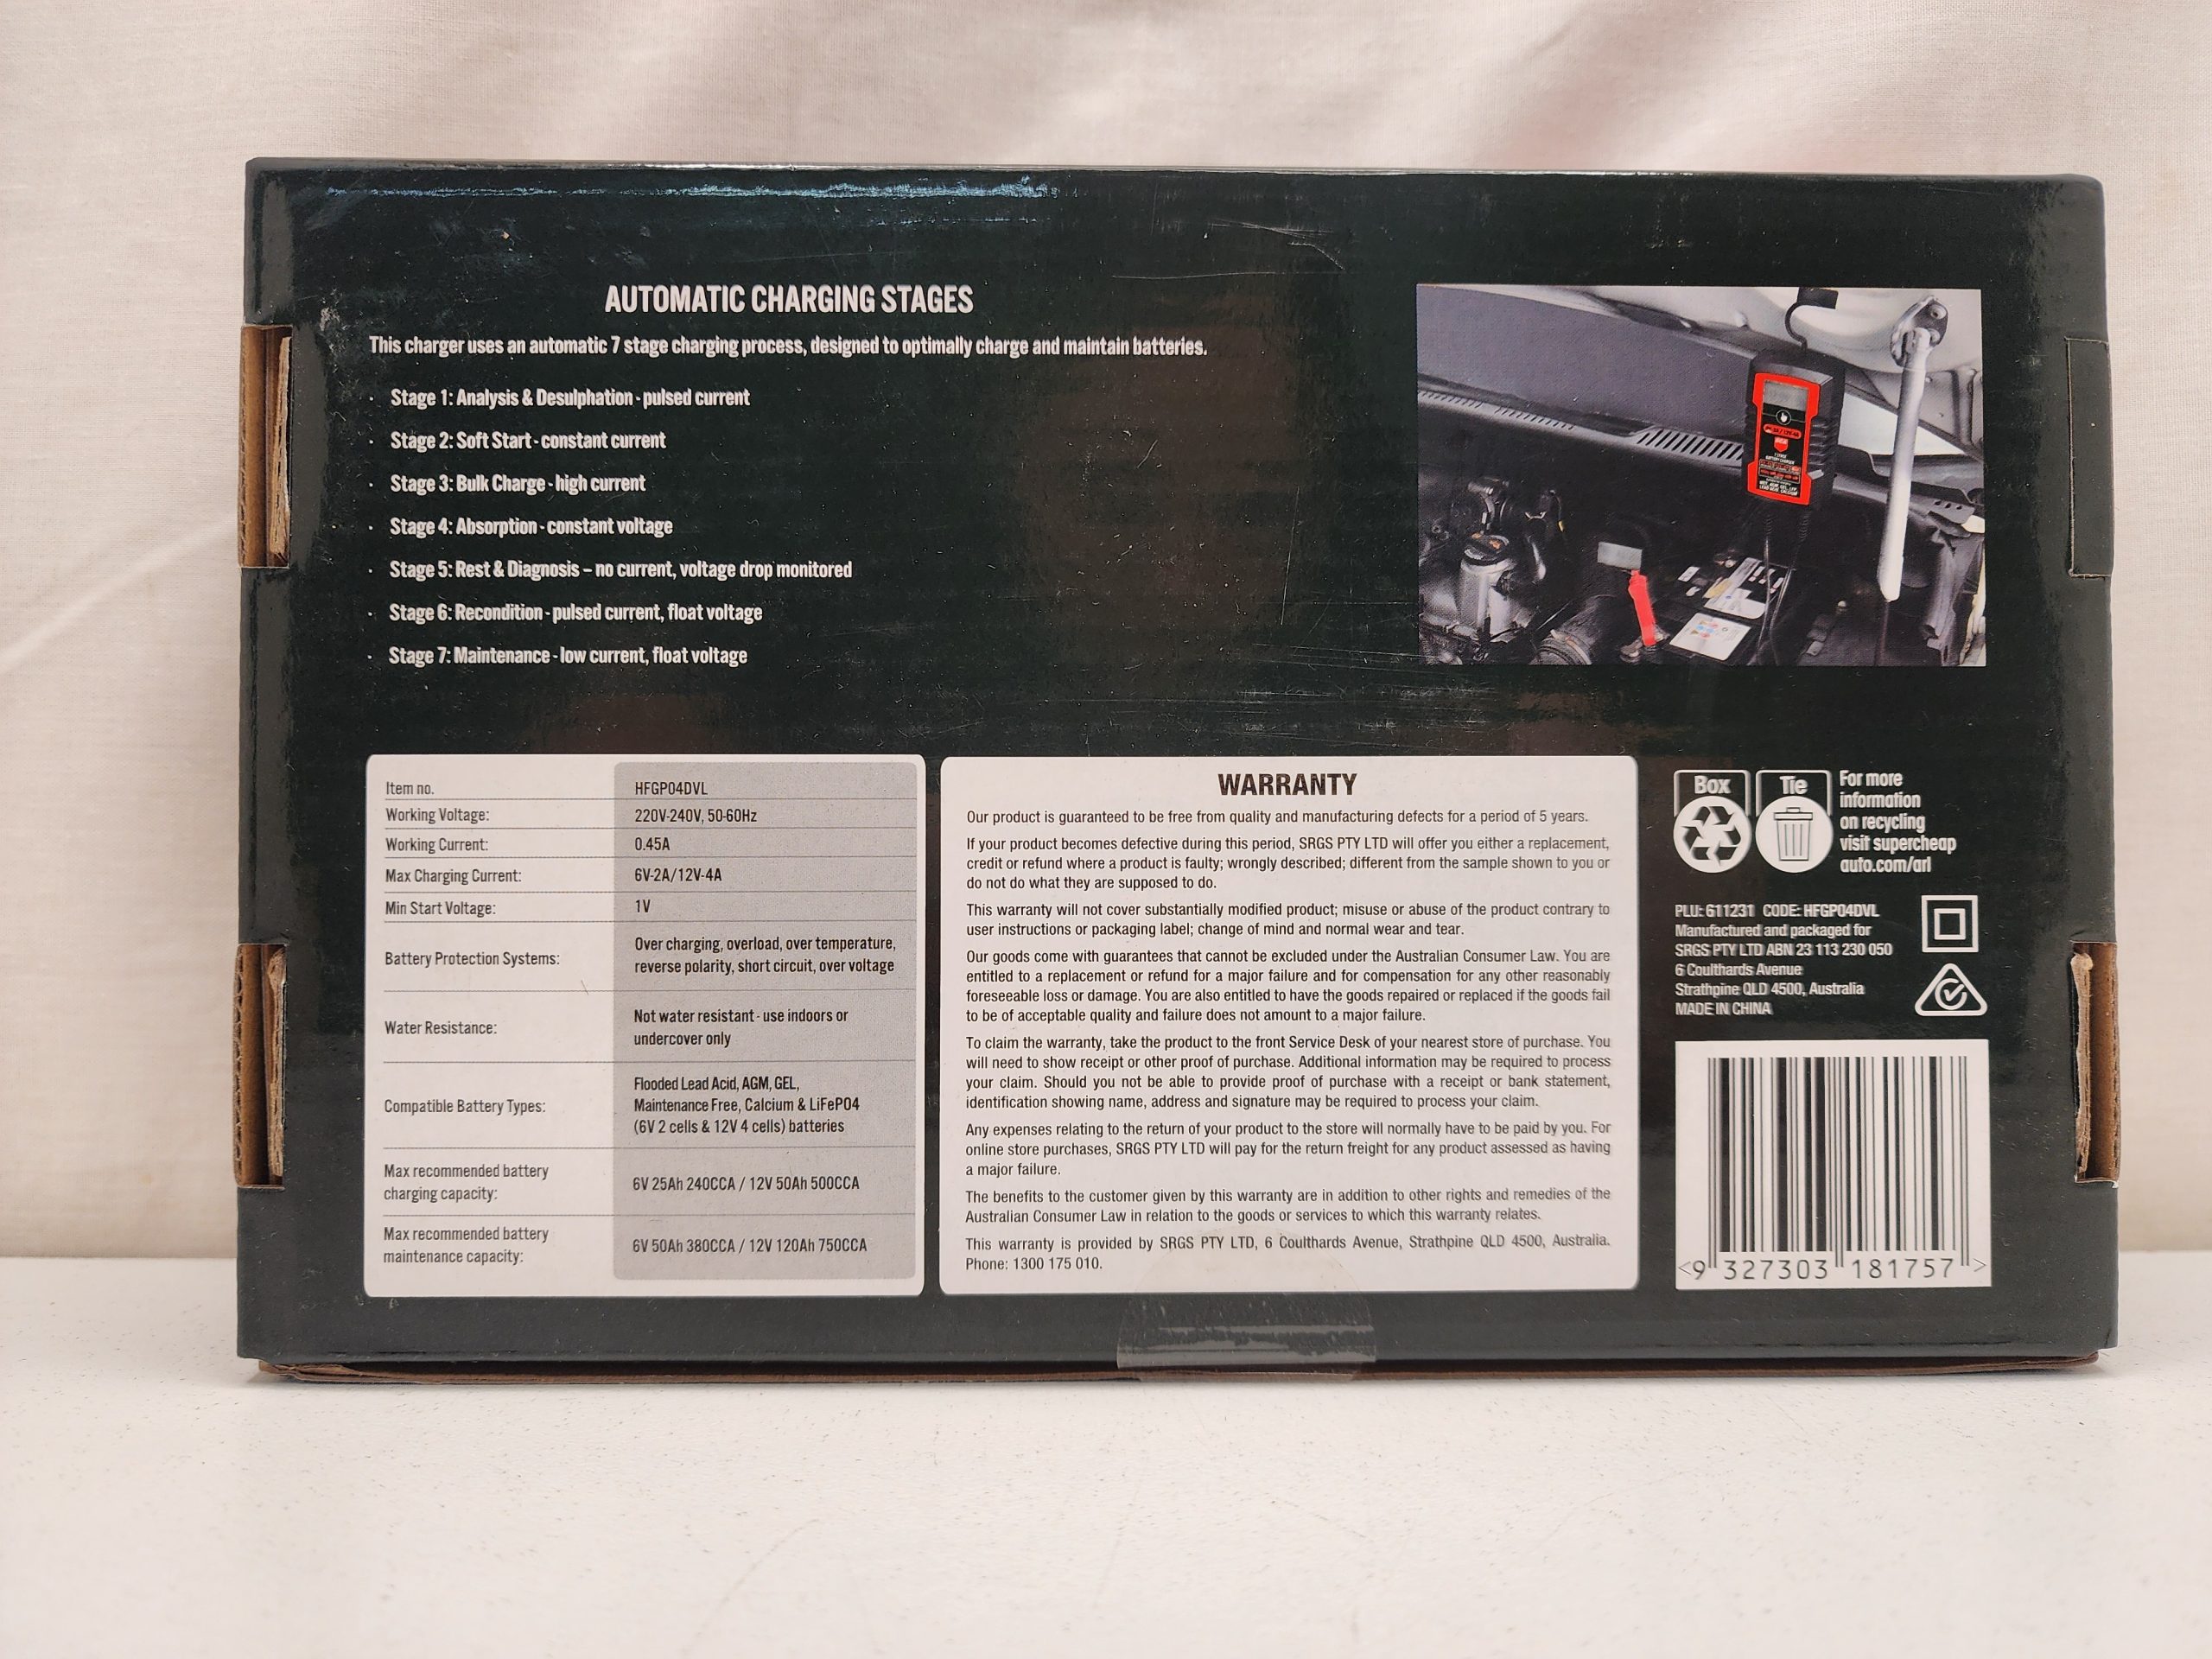 AUTOMATIC CHARGING STAGES
This charger uses an automatic 7 stage charging process, designed to optimally charge and maintain batteries.
· Stage 1: Analysis & Desulphation - pulsed current
· Stage 2: Soft Start - constant current
· Stage 3: Bulk Charge - high current
· Stage 4: Absorption - constant voltage
· Stage 5: Rest & Diagnosis – no current, voltage drop monitored
· Stage 6: Recondition - pulsed current, float voltage
· Stage 7: Maintenance - low current, float voltage
Item no. HFGP04DVL
Working Voltage: 220V-240V, 50-60Hz
Working Current: 0.45A
Max Charging Current: 6V-2A/12V-4A
Min Start Voltage: 1V
Battery Protection Systems: Over charging, overload, over temperature,
reverse polarity, short circuit, over voltage
Water Resistance: Not water resistant - use indoors or
undercover only
Compatible Battery Types: Flooded Lead Acid, AGM, GEL,
Maintenance Free, Calcium & LiFePO4
(6V 2 cells & 12V 4 cells) batteries
Max recommended battery
charging capacity: 6V 25Ah 240CCA / 12V 50Ah 500CCA
Max recommended battery
maintenance capacity: 6V 50Ah 380CCA / 12V 120Ah 750CCA
WARRANTY
Our product is guaranteed to be free from quality and manufacturing defects for a period of 5 years.
If your product becomes defective during this period, SRGS PTY LTD will offer you either a replacement,
credit or refund where a product is faulty; wrongly described; different from the sample shown to you or
do not do what they are supposed to do.
This warranty will not cover substantially modified product; misuse or abuse of the product contrary to
user instructions or packaging label; change of mind and normal wear and tear.
Our goods come with guarantees that cannot be excluded under the Australian Consumer Law. You are
entitled to a replacement or refund for a major failure and for compensation for any other reasonably
foreseeable loss or damage. You are also entitled to have the goods repaired or replaced if the goods fail
to be of acceptable quality and failure does not amount to a major failure.
To claim the warranty, take the product to the front Service Desk of your nearest store of purchase. You
will need to show receipt or other proof of purchase. Additional information may be required to process
your claim. Should you not be able to provide proof of purchase with a receipt or bank statement,
identification showing name, address and signature may be required to process your claim.
Any expenses relating to the return of your product to the store will normally have to be paid by you. For
online store purchases, SRGS PTY LTD will pay for the return freight for any product assessed as having
a major failure.
The benefits to the customer given by this warranty are in addition to other rights and remedies of the
Australian Consumer Law in relation to the goods or services to which this warranty relates.
This warranty is provided by SRGS PTY LTD, 6 Coulthards Avenue, Strathpine QLD 4500, Australia.
Phone: 1300 175 010.
Box Tie
For more
information
on recycling
visit supercheap
auto.com/arl
PLU: 611231 CODE: HFGP04DVL
Manufactured and packaged for
SRGS PTY LTD ABN 23 113 230 050
6 Coulthards Avenue
Strathpine QLD 4500, Australia
MADE IN CHINA
<9 327303 181757>